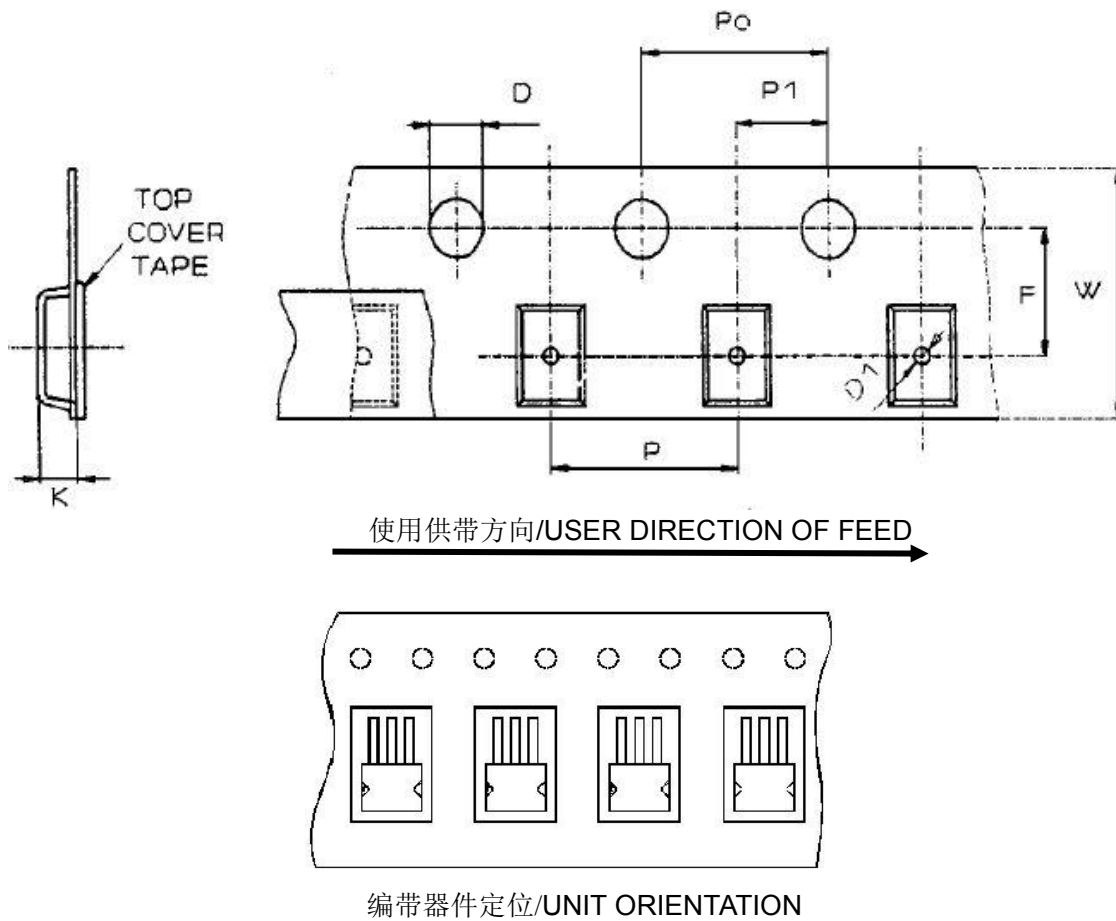 Po
P1
D
TOP
COVER
TAPE
F
W
D1
P
K
使用供带方向/USER DIRECTION OF FEED
编带器件定位/UNIT ORIENTATION